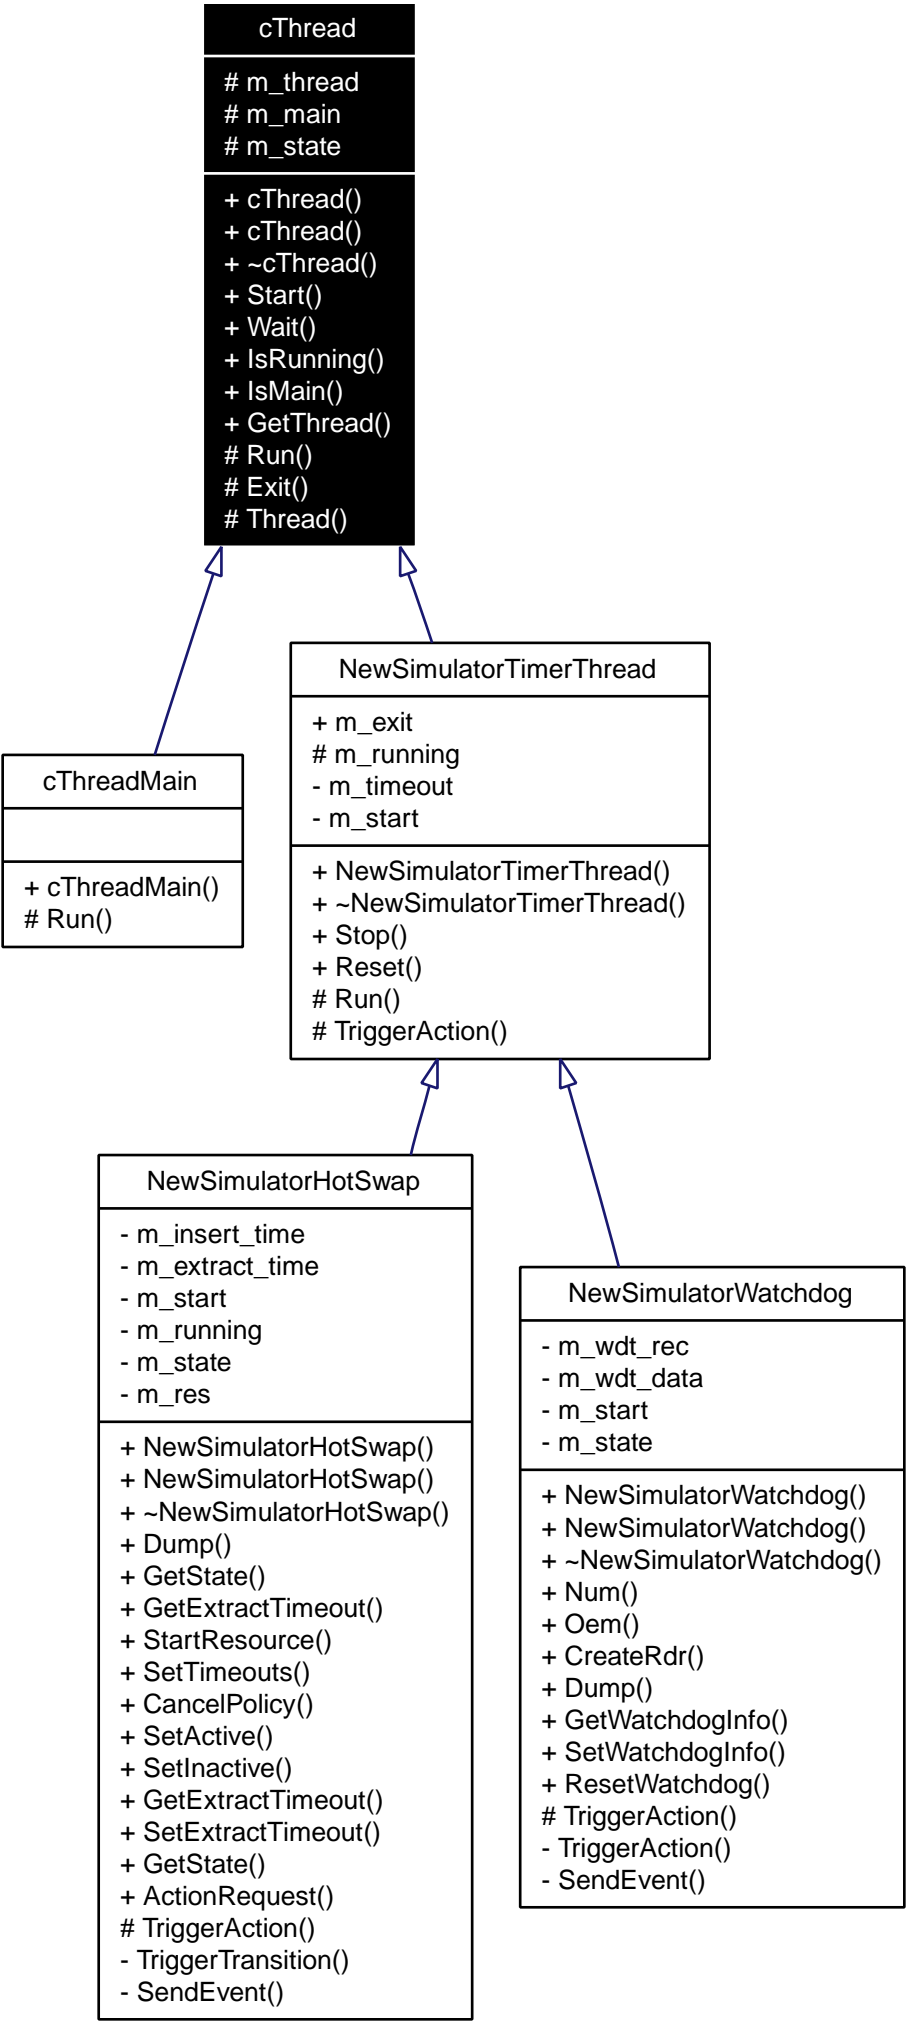 cThread
# m_thread
# m_main
# m_state
+ cThread()
+ cThread()
+ ~cThread()
+ Start()
+ Wait()
+ IsRunning()
+ IsMain()
+ GetThread()
# Run()
# Exit()
# Thread()
cThreadMain
+ cThreadMain()
# Run()
NewSimulatorTimerThread
+ m_exit
# m_running
- m_timeout
- m_start
+ NewSimulatorTimerThread()
+ ~NewSimulatorTimerThread()
+ Stop()
+ Reset()
# Run()
# TriggerAction()
NewSimulatorHotSwap
- m_insert_time
- m_extract_time
- m_start
- m_running
- m_state
- m_res
+ NewSimulatorHotSwap()
+ NewSimulatorHotSwap()
+ ~NewSimulatorHotSwap()
+ Dump()
+ GetState()
+ GetExtractTimeout()
+ StartResource()
+ SetTimeouts()
+ CancelPolicy()
+ SetActive()
+ SetInactive()
+ GetExtractTimeout()
+ SetExtractTimeout()
+ GetState()
+ ActionRequest()
# TriggerAction()
- TriggerTransition()
- SendEvent()
NewSimulatorWatchdog
- m_wdt_rec
- m_wdt_data
- m_start
- m_state
+ NewSimulatorWatchdog()
+ NewSimulatorWatchdog()
+ ~NewSimulatorWatchdog()
+ Num()
+ Oem()
+ CreateRdr()
+ Dump()
+ GetWatchdogInfo()
+ SetWatchdogInfo()
+ ResetWatchdog()
# TriggerAction()
- TriggerAction()
- SendEvent()